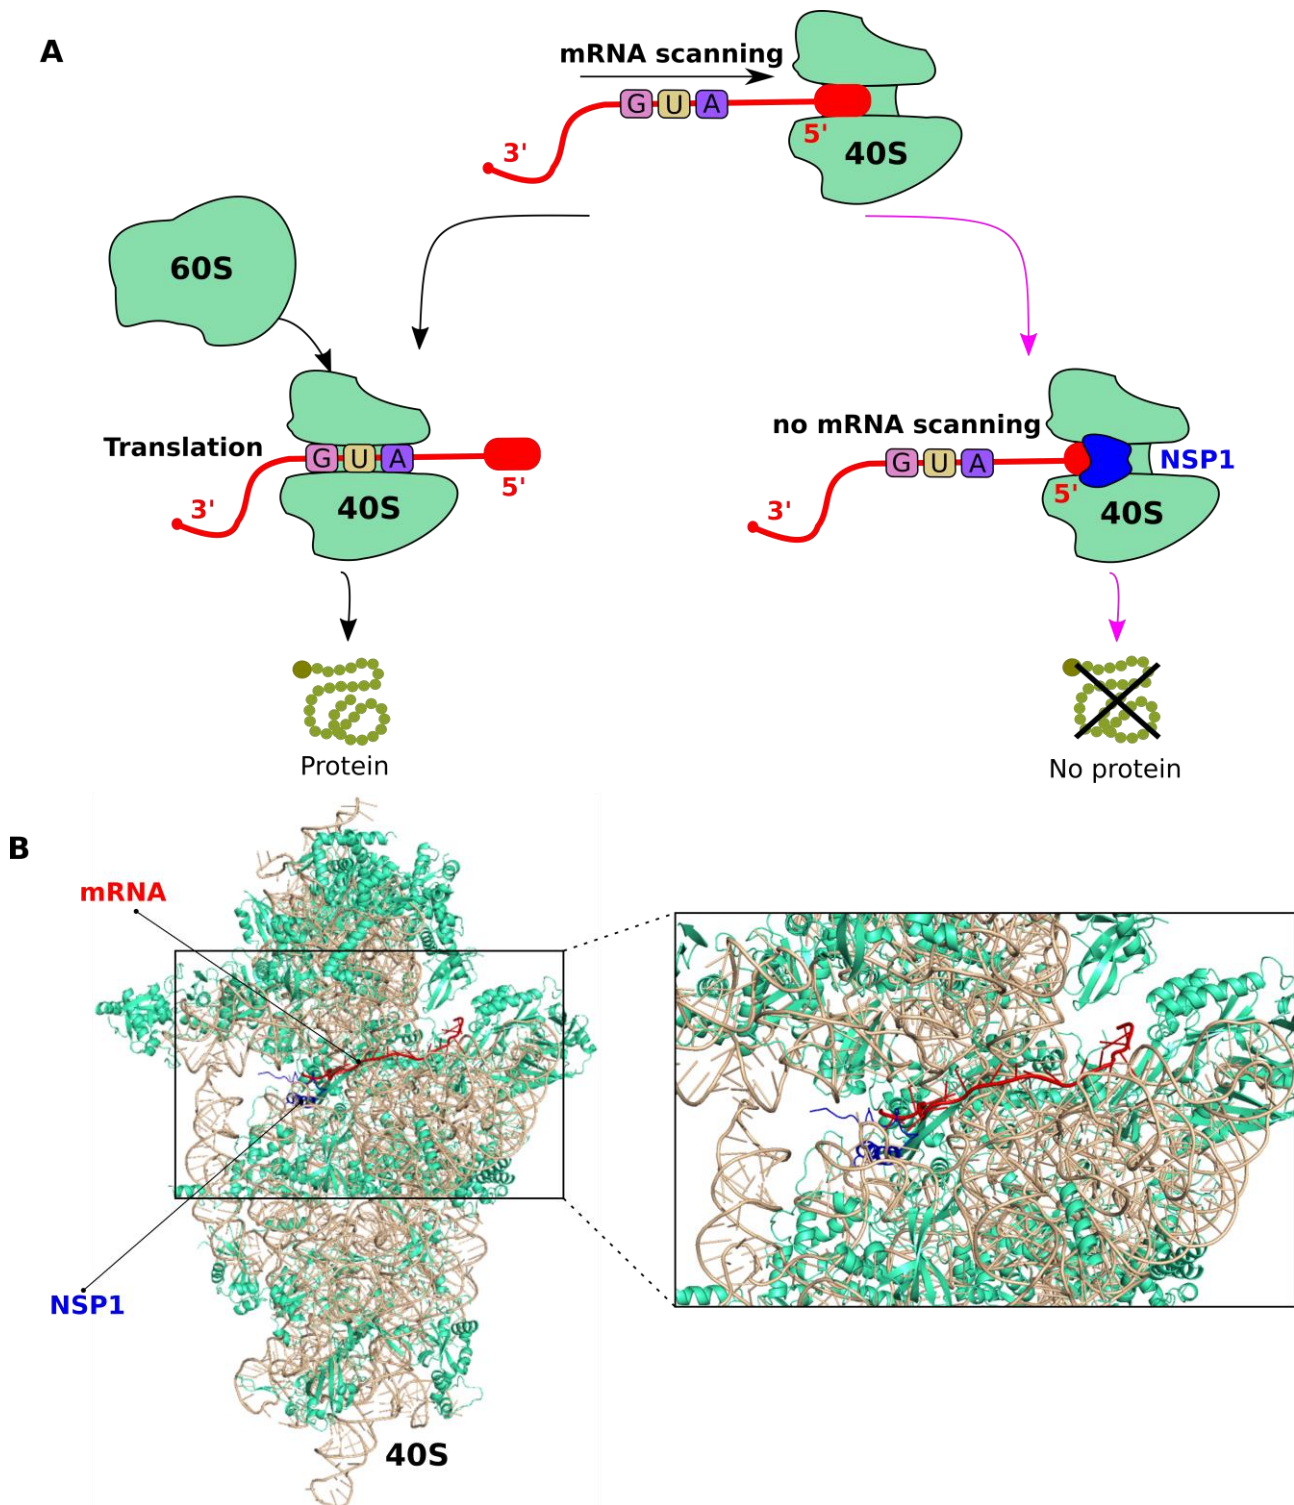 A
mRNA scanning
G U A
3'
5'
40S
60S
Translation
G U A
3'
5'
40S
no mRNA scanning
G U A
NSP1
3'
5'
40S
Protein
No protein
B
mRNA
NSP1
40S